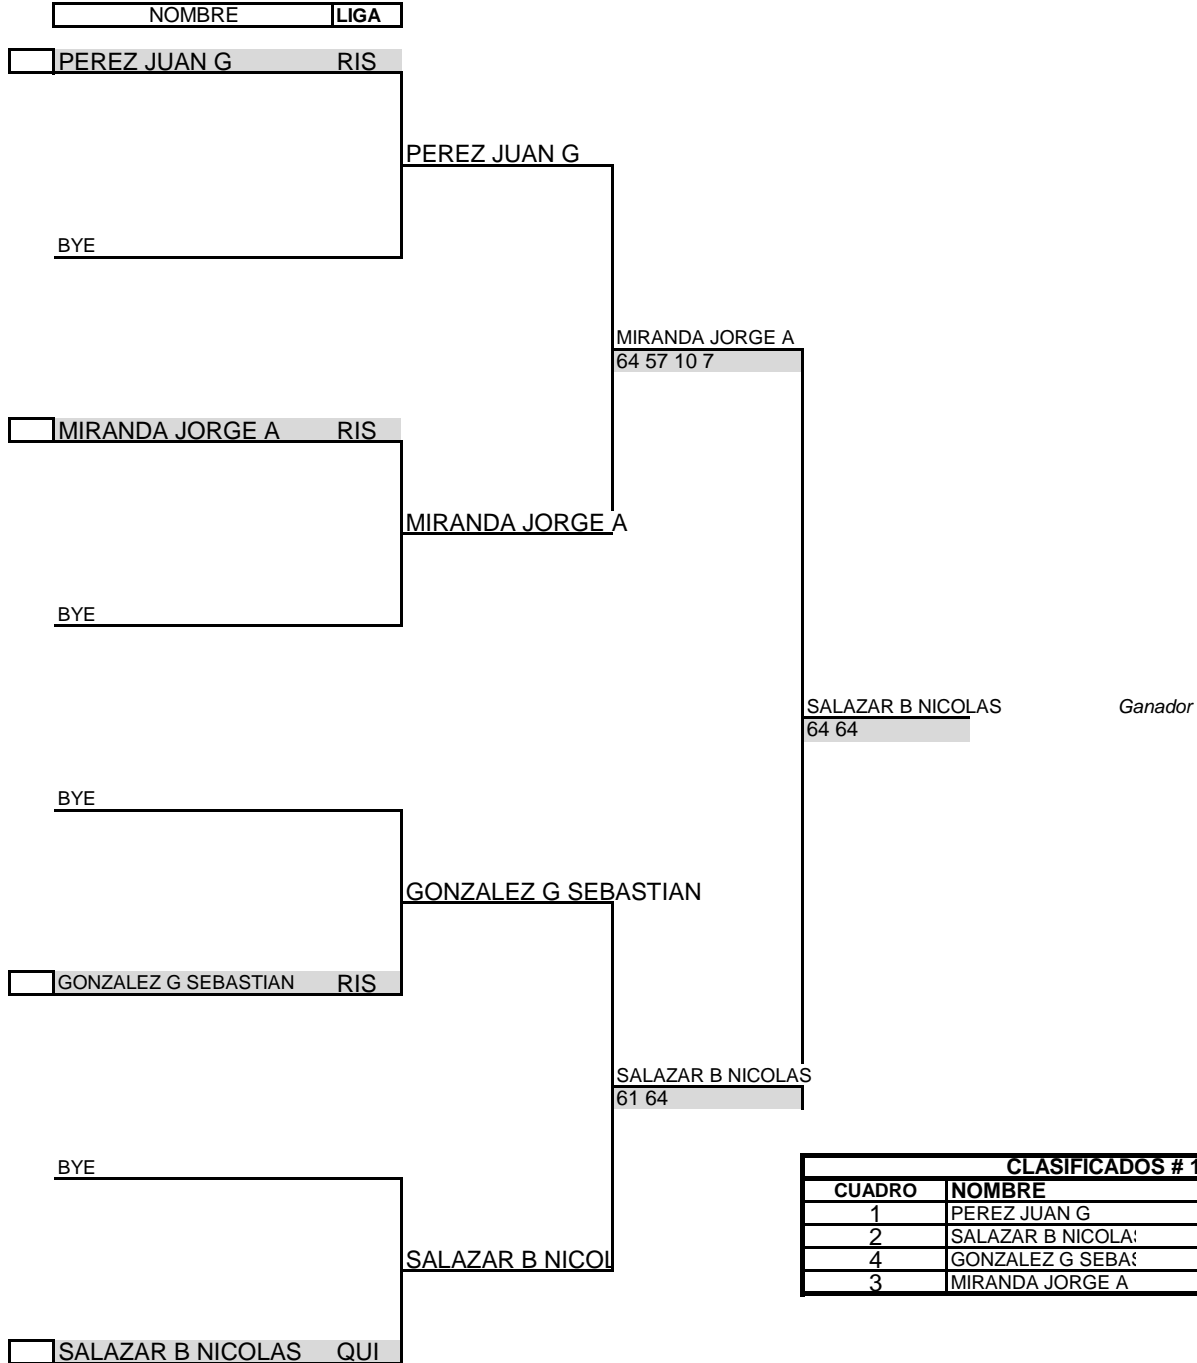 NOMBRE LIGA
PEREZ JUAN G RIS
PEREZ JUAN G
BYE
MIRANDA JORGE A
64 57 10 7
MIRANDA JORGE A RIS
MIRANDA JORGE A
BYE
SALAZAR B NICOLAS Ganador
64 64
BYE
GONZALEZ G SEBASTIAN
GONZALEZ G SEBASTIAN RIS
SALAZAR B NICOLAS
61 64
BYE
CLASIFICADOS # 1
CUADRO NOMBRE
1 PEREZ JUAN G
2 SALAZAR B NICOLA
4 GONZALEZ G SEBA
3 MIRANDA JORGE A
SALAZAR B NICOL
SALAZAR B NICOLAS QUI